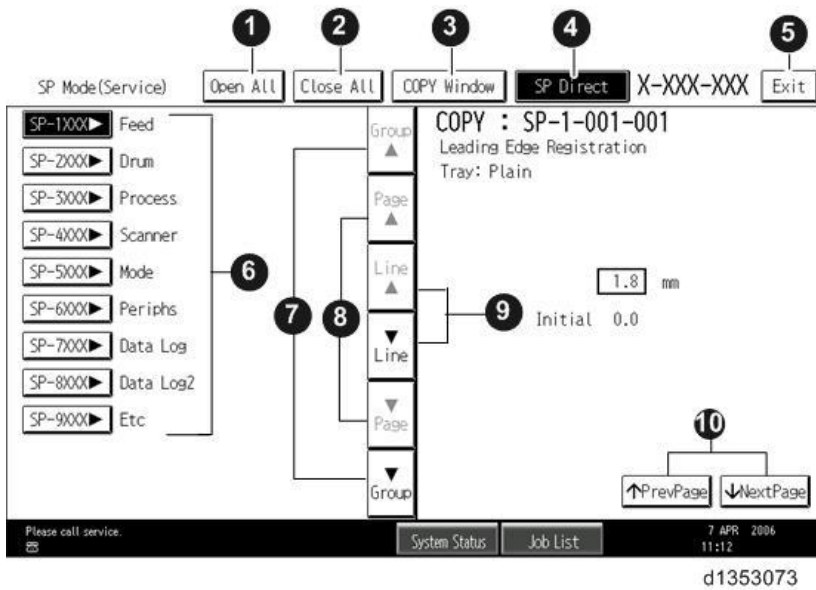 1 2 3 4 5
SP Mode(Service) Open All Close All COPY Window SP Direct X-XXX-XXX Exit
SP-1XXX▶ Feed
SP-2XXX▶ Drum
SP-3XXX▶ Process
SP-4XXX▶ Scanner
SP-5XXX▶ Mode
SP-6XXX▶ Periphs
SP-7XXX▶ Data Log
SP-8XXX▶ Data Log2
SP-9XXX▶ Etc
6
7
8
Group
▲
Page
▲
Line
▲
▼
Line
▼
Page
▼
Group
9
COPY : SP-1-001-001
Leading Edge Registration
Tray: Plain
1.8 mm
Initial 0.0
10
↑PrevPage ↓NextPage
Please call service.
System Status Job List
7 APR 2006
11:12
d1353073